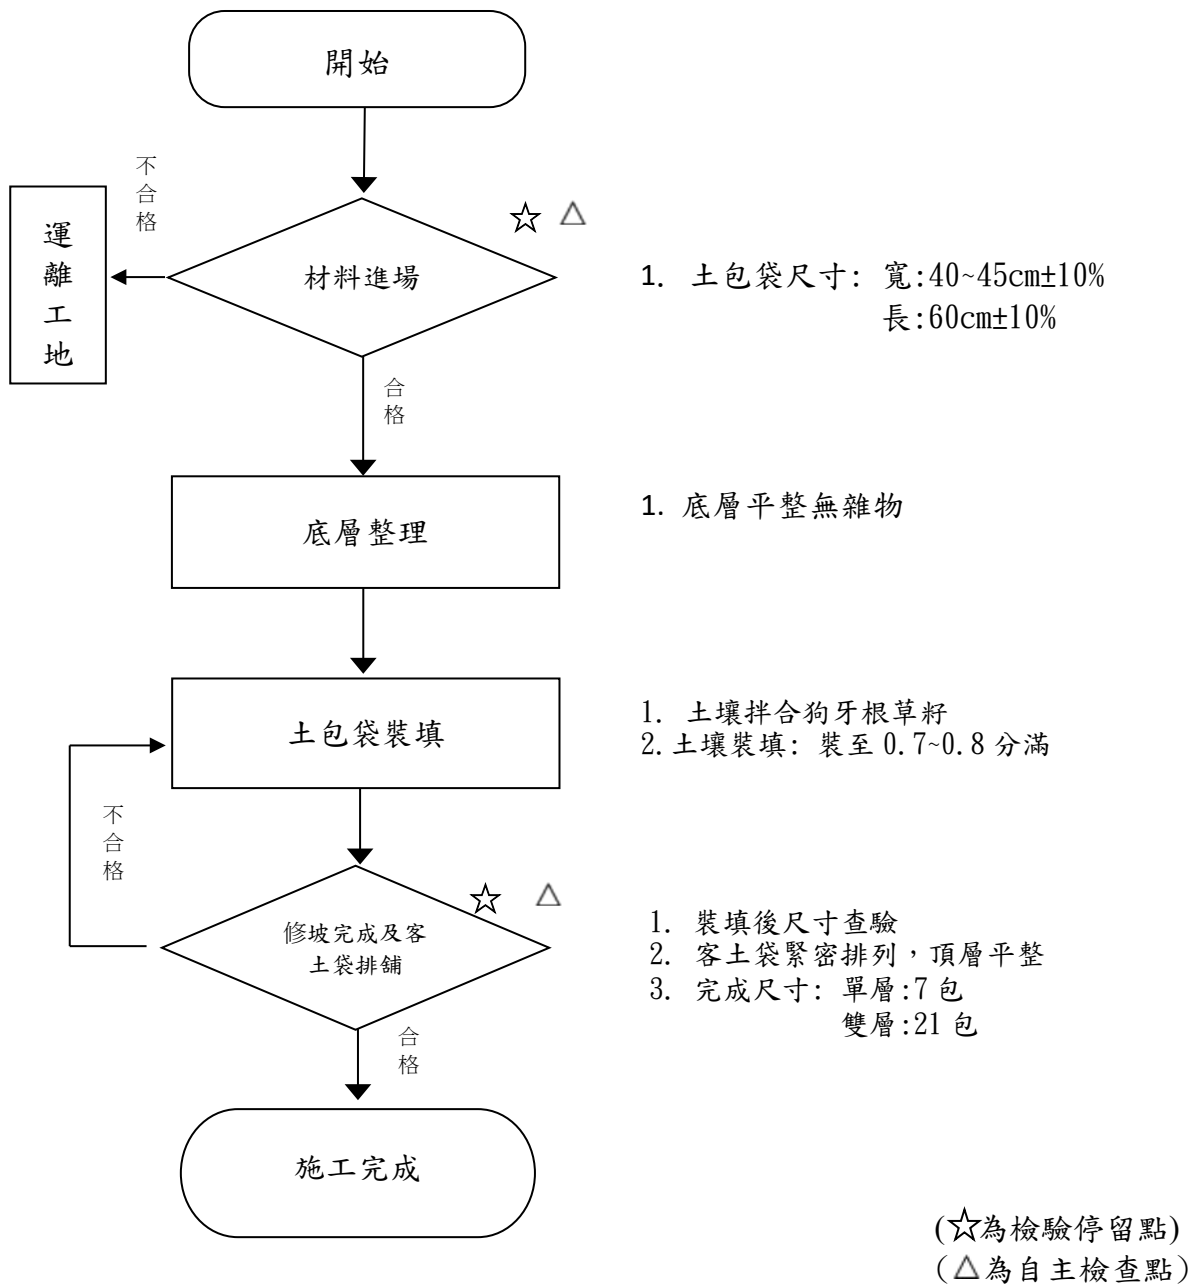 開始
不合格
運離工地
材料進場
☆ △
1. 土包袋尺寸: 寬:40~45cm±10%
長:60cm±10%
合格
底層整理
1. 底層平整無雜物
土包袋裝填
1. 土壤拌合狗牙根草籽
2.土壤裝填: 裝至 0.7~0.8 分滿
不合格
☆ △
修坡完成及客
土袋排舖
1. 裝填後尺寸查驗
2. 客土袋緊密排列，頂層平整
3. 完成尺寸: 單層:7 包
雙層:21 包
合格
施工完成
(☆為檢驗停留點)
(△為自主檢查點)